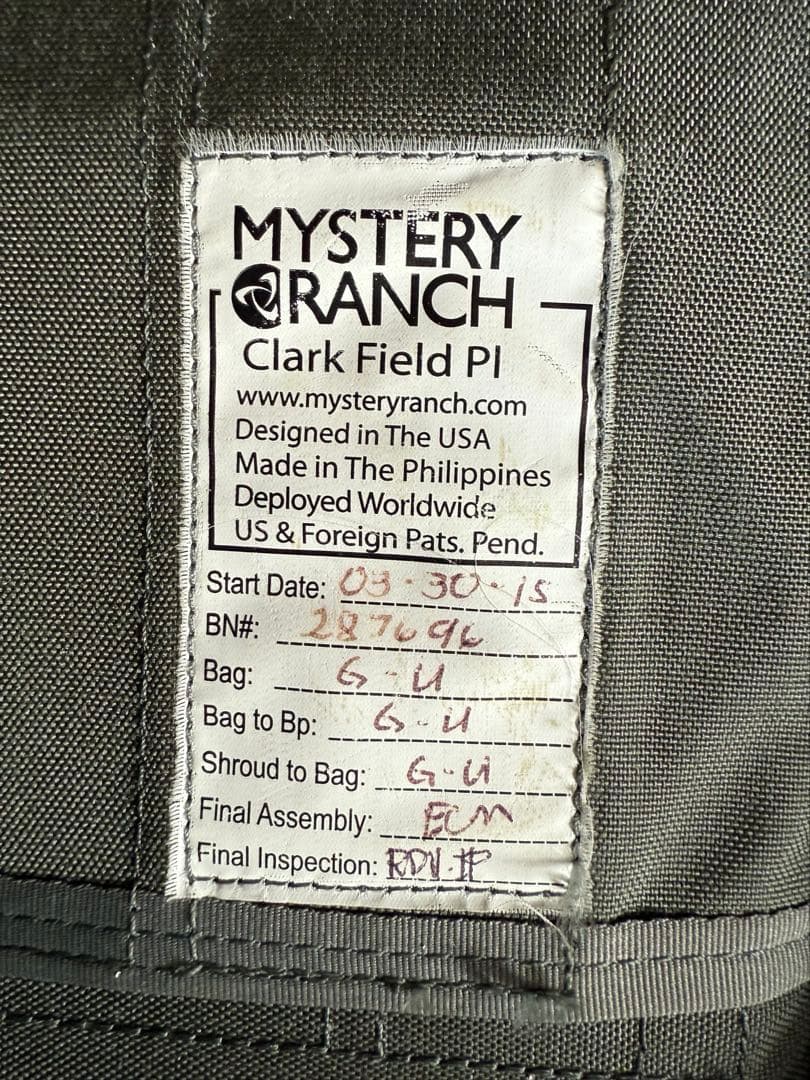 MYSTERY
RANCH
Clark Field PI
www.mysteryranch.com
Designed in The USA
Made in The Philippines
Deployed Worldwide
US & Foreign Pats. Pend.
Start Date: 03-30-15
BN#: 287696
Bag: G-U
Bag to Bp: G-U
Shroud to Bag: G-U
Final Assembly: ECM
Final Inspection: RDV-IP